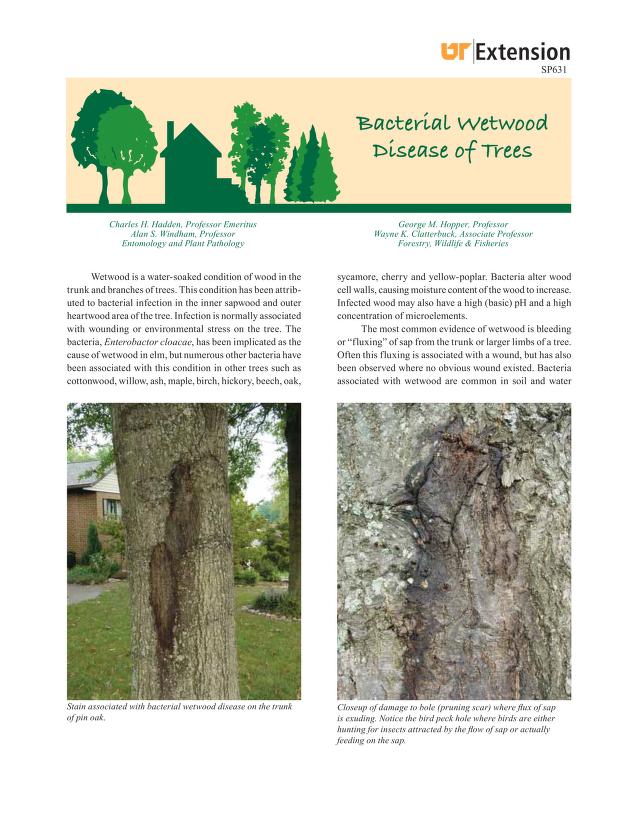 UT Extension
SP631
Bacterial Wetwood
Disease of Trees
Charles H. Hadden, Professor Emeritus
Alan S. Windham, Professor
Entomology and Plant Pathology
George M. Hopper, Professor
Wayne K. Clatterbuck, Associate Professor
Forestry, Wildlife & Fisheries
Wetwood is a water-soaked condition of wood in the
trunk and branches of trees. This condition has been attrib-
uted to bacterial infection in the inner sapwood and outer
heartwood area of the tree. Infection is normally associated
with wounding or environmental stress on the tree. The
bacteria, Enterobacter cloacae, has been implicated as the
cause of wetwood in elm, but numerous other bacteria have
been associated with this condition in other trees such as
cottonwood, willow, ash, maple, birch, hickory, beech, oak,
sycamore, cherry and yellow-poplar. Bacteria alter wood
cell walls, causing moisture content of the wood to increase.
Infected wood may also have a high (basic) pH and a high
concentration of microelements.
The most common evidence of wetwood is bleeding
or “fluxing” of sap from the trunk or larger limbs of a tree.
Often this fluxing is associated with a wound, but has also
been observed where no obvious wound existed. Bacteria
associated with wetwood are common in soil and water
Stain associated with bacterial wetwood disease on the trunk
of pin oak.
Closeup of damage to bole (pruning scar) where flux of sap
is exuding. Notice the bird peck hole where birds are either
hunting for insects attracted by the flow of sap or actually
feeding on the sap.